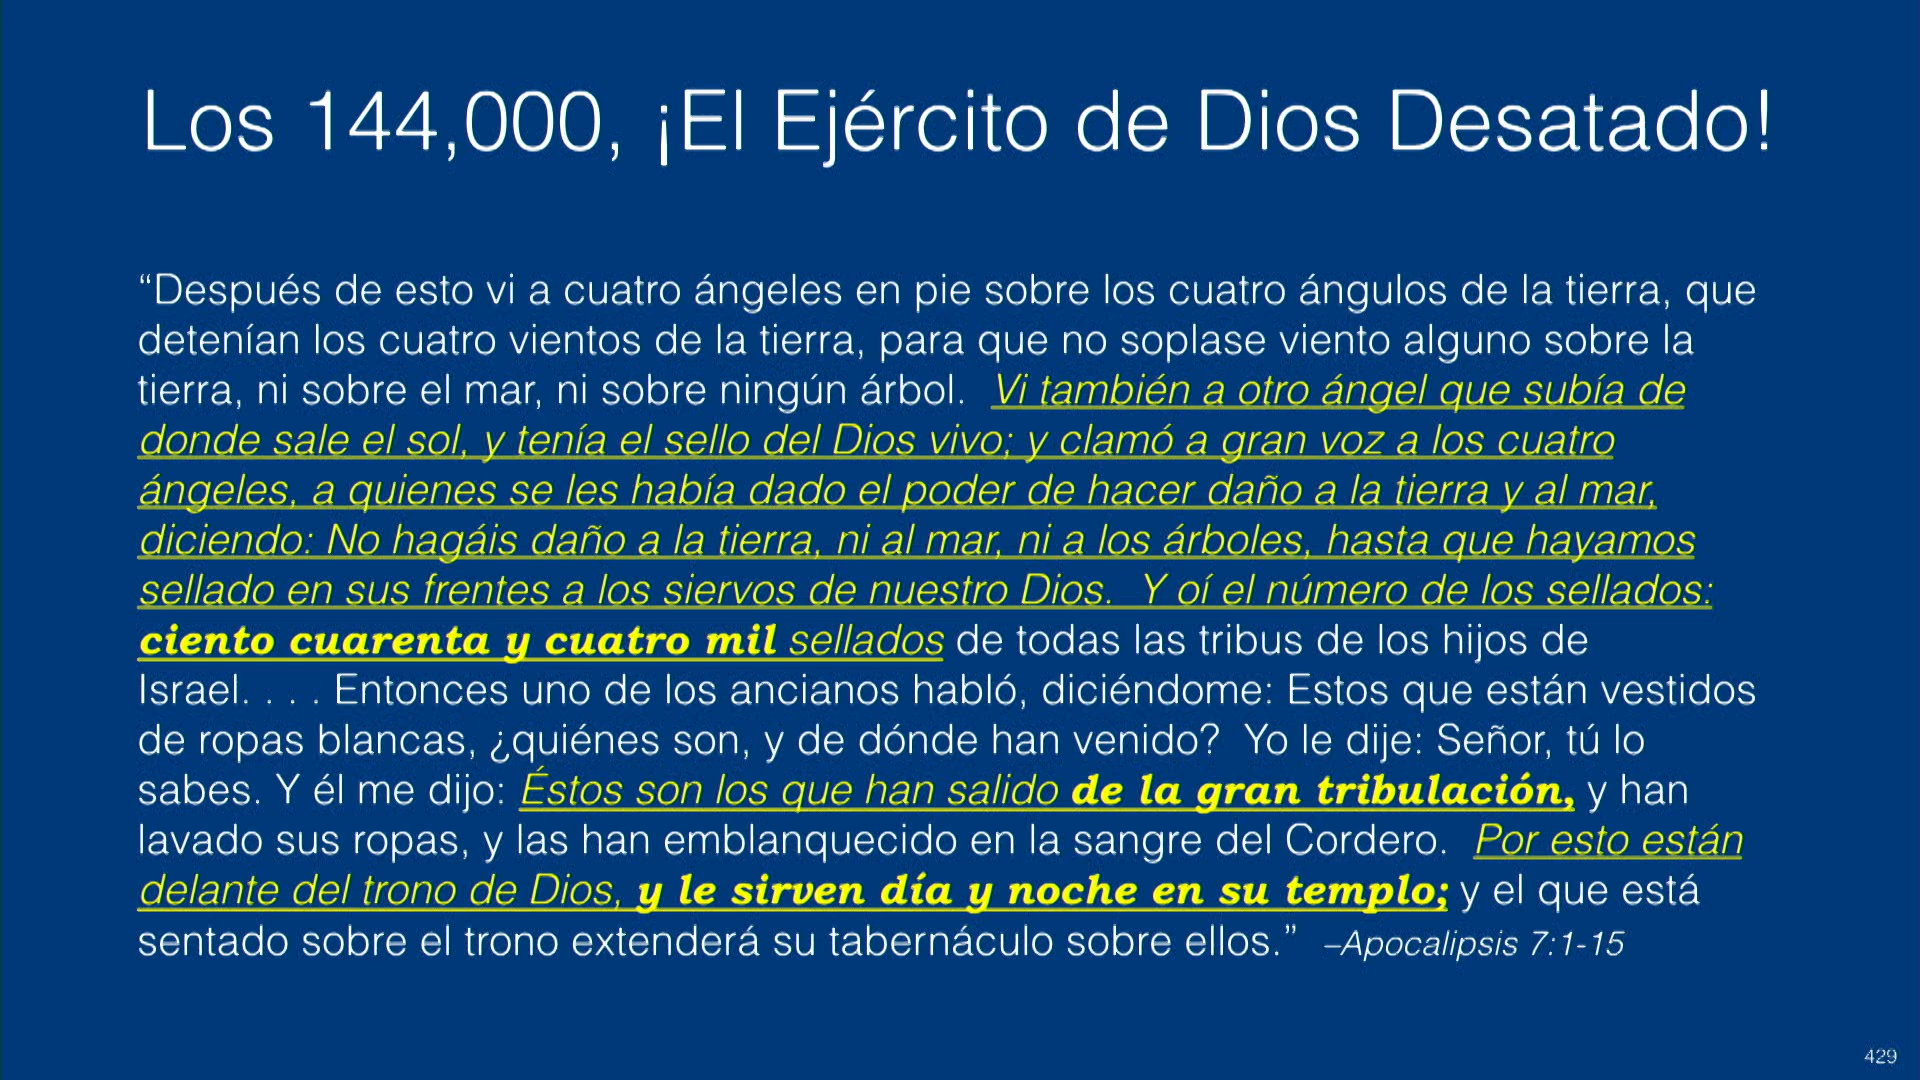 Los 144,000, ¡El Ejército de Dios Desatado!
“Después de esto vi a cuatro ángeles en pie sobre los cuatro ángulos de la tierra, que
detenían los cuatro vientos de la tierra, para que no soplase viento alguno sobre la
tierra, ni sobre el mar, ni sobre ningún árbol.  Vi también a otro ángel que subía de
donde sale el sol, y tenía el sello del Dios vivo; y clamó a gran voz a los cuatro
ángeles, a quienes se les había dado el poder de hacer daño a la tierra y al mar,
diciendo: No hagáis daño a la tierra, ni al mar, ni a los árboles, hasta que hayamos
sellado en sus frentes a los siervos de nuestro Dios.  Y oí el número de los sellados:
ciento cuarenta y cuatro mil sellados de todas las tribus de los hijos de
Israel. . . . Entonces uno de los ancianos habló, diciéndome: Estos que están vestidos
de ropas blancas, ¿quiénes son, y de dónde han venido?  Yo le dije: Señor, tú lo
sabes. Y él me dijo: Éstos son los que han salido de la gran tribulación, y han
lavado sus ropas, y las han emblanquecido en la sangre del Cordero.  Por esto están
delante del trono de Dios, y le sirven día y noche en su templo; y el que está
sentado sobre el trono extenderá su tabernáculo sobre ellos.”  –Apocalipsis 7:1-15
429